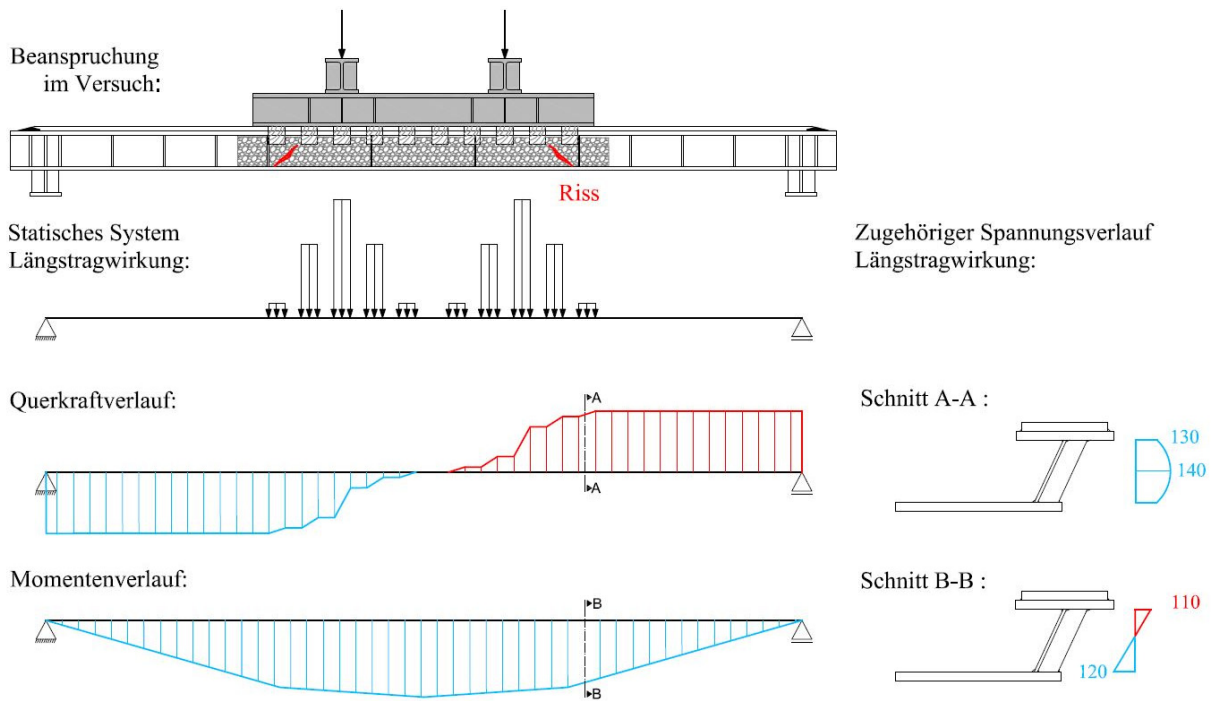 Beanspruchung
im Versuch:
Riss
Statisches System
Längstragwirkung:
Zugehöriger Spannungsverlauf
Längstragwirkung:
Querkraftverlauf:
A
A
Schnitt A-A :
130
140
Momentenverlauf:
B
B
Schnitt B-B :
110
120